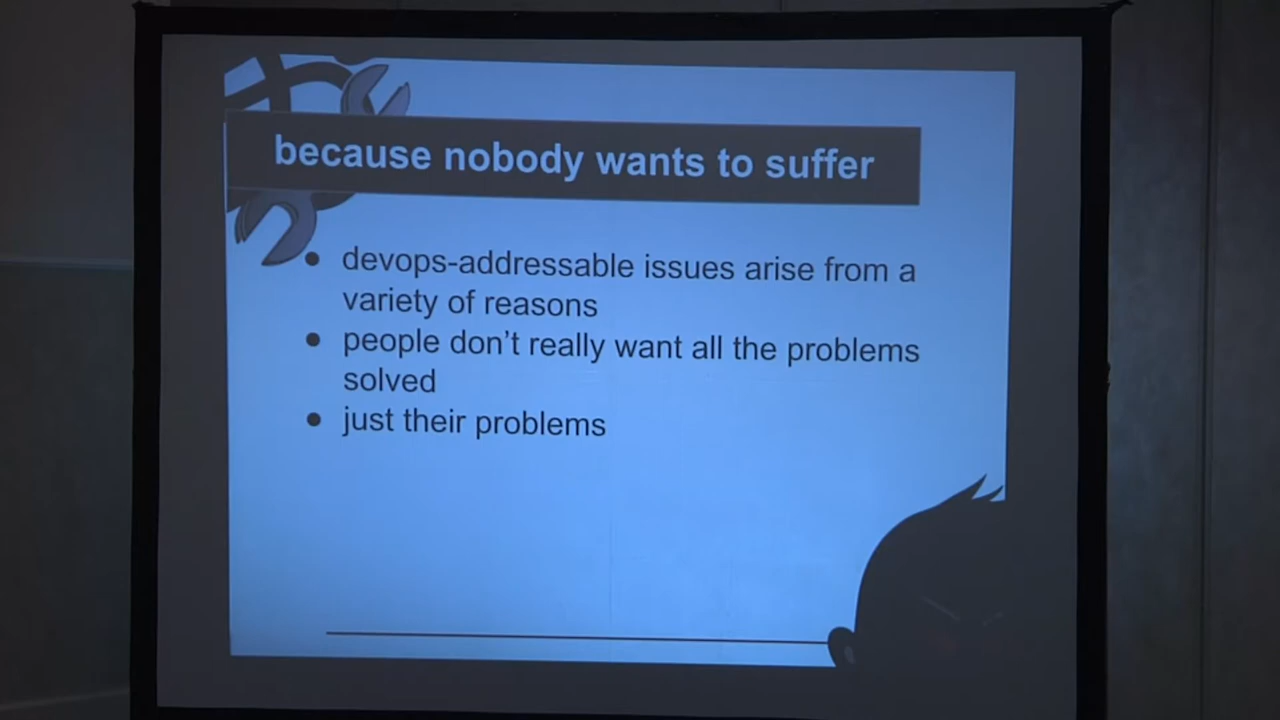 because nobody wants to suffer
devops-addressable issues arise from a
variety of reasons
people don't really want all the problems
solved
just their problems